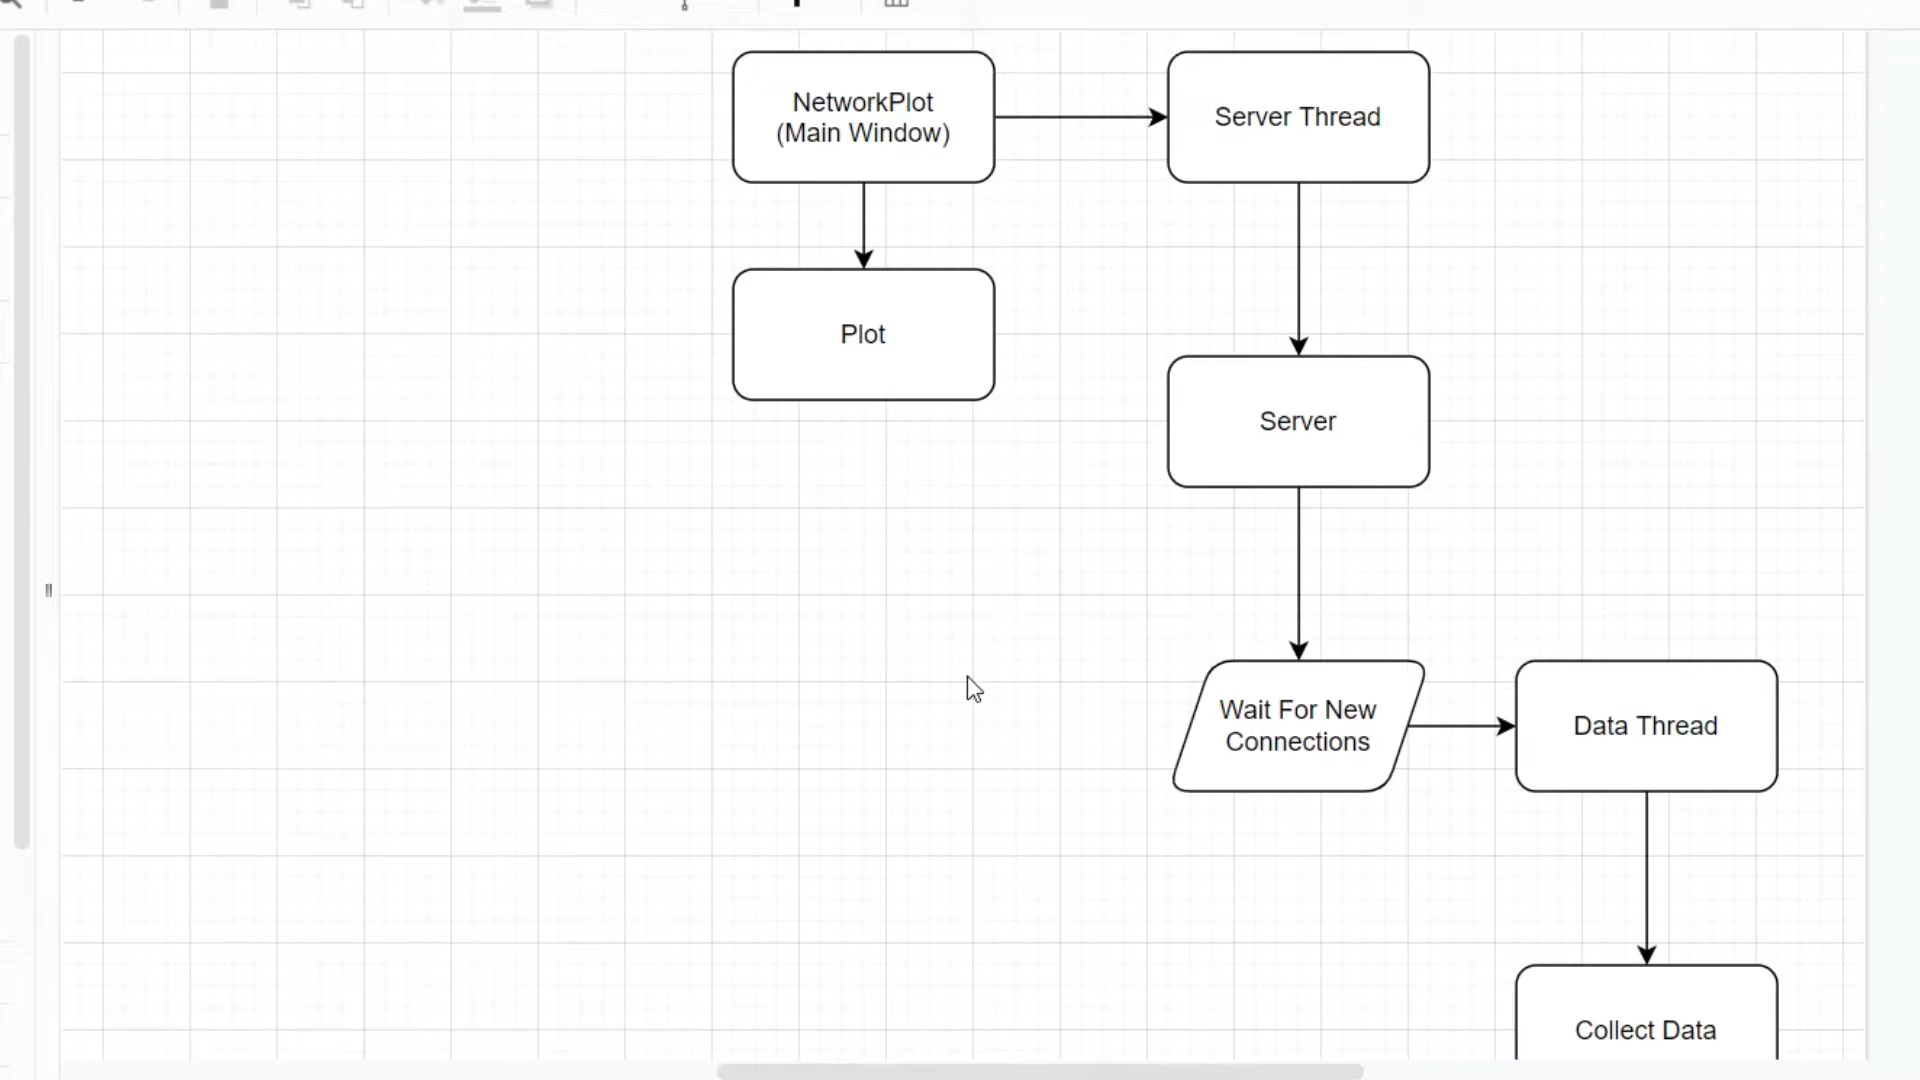 NetworkPlot
(Main Window)
Server Thread
Plot
Server
Wait For New
Connections
Data Thread
Collect Data